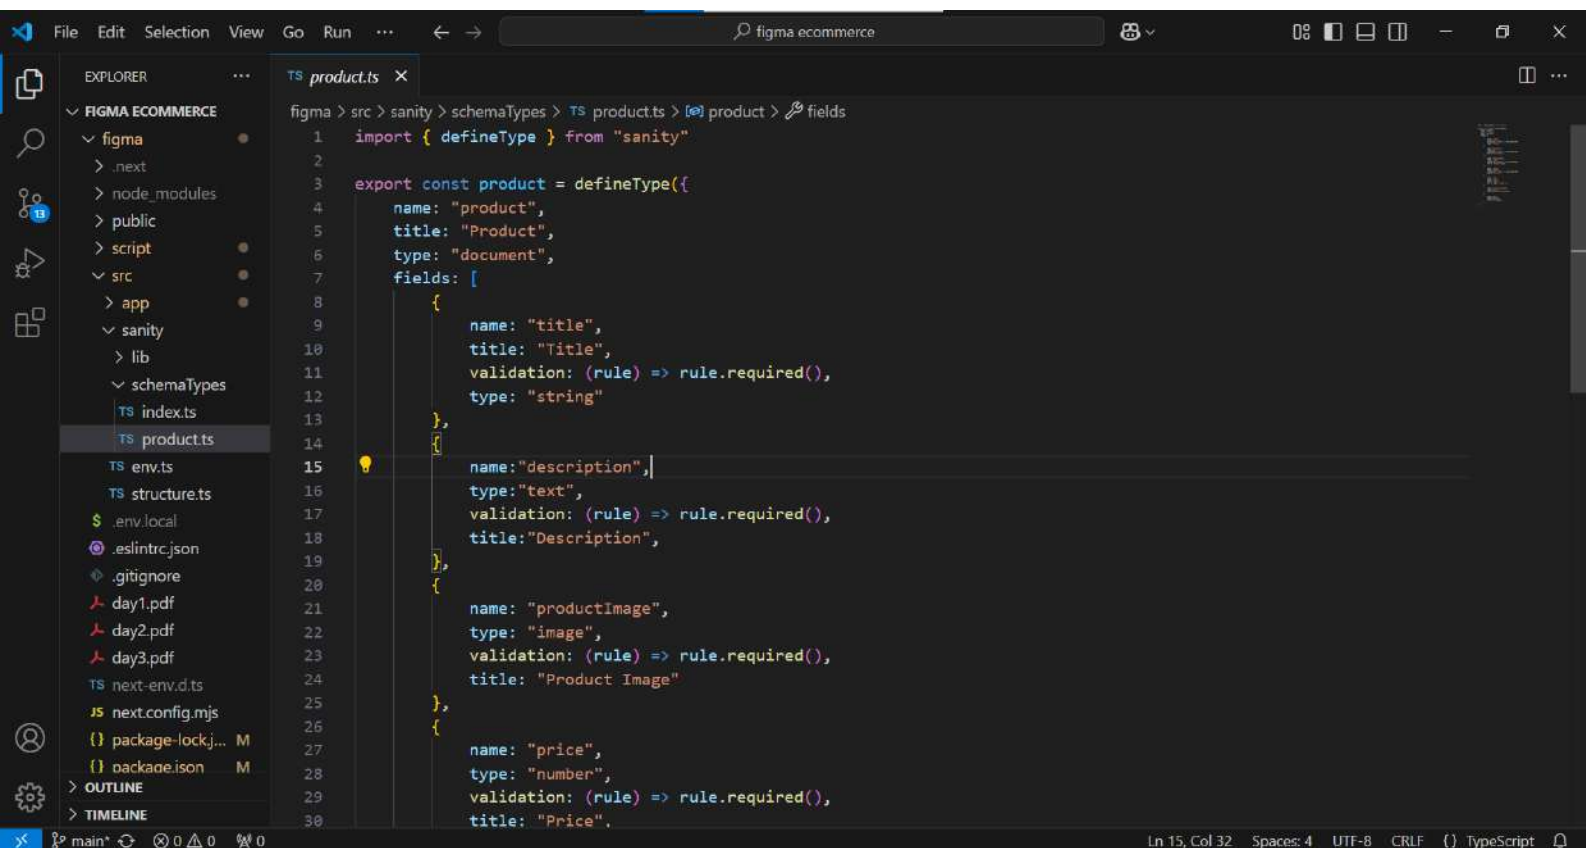 File Edit Selection View Go Run ··· ← → figma ecommerce
EXPLORER ···
FIGMA ECOMMERCE
figma
.next
node_modules
public
script
src
app
sanity
lib
schemaTypes
TS index.ts
TS product.ts
TS env.ts
TS structure.ts
$ .env.local
.eslintrc.json
.gitignore
day1.pdf
day2.pdf
day3.pdf
TS next-env.d.ts
JS next.config.mjs
{} package-lock.j... M
{} package.json M
OUTLINE
TIMELINE
13
TS product.ts ×
figma > src > sanity > schemaTypes > TS product.ts > product > fields
1 import { defineType } from "sanity"
2
3 export const product = defineType({
4 name: "product",
5 title: "Product",
6 type: "document",
7 fields: [
8 {
9 name: "title",
10 title: "Title",
11 validation: (rule) => rule.required(),
12 type: "string"
13 },
14 {
15 name:"description",
16 type:"text",
17 validation: (rule) => rule.required(),
18 title:"Description",
19 },
20 {
21 name: "productImage",
22 type: "image",
23 validation: (rule) => rule.required(),
24 title: "Product Image"
25 },
26 {
27 name: "price",
28 type: "number",
29 validation: (rule) => rule.required(),
30 title: "Price",
main* 0 0 0 Ln 15, Col 32 Spaces: 4 UTF-8 CRLF {} TypeScript